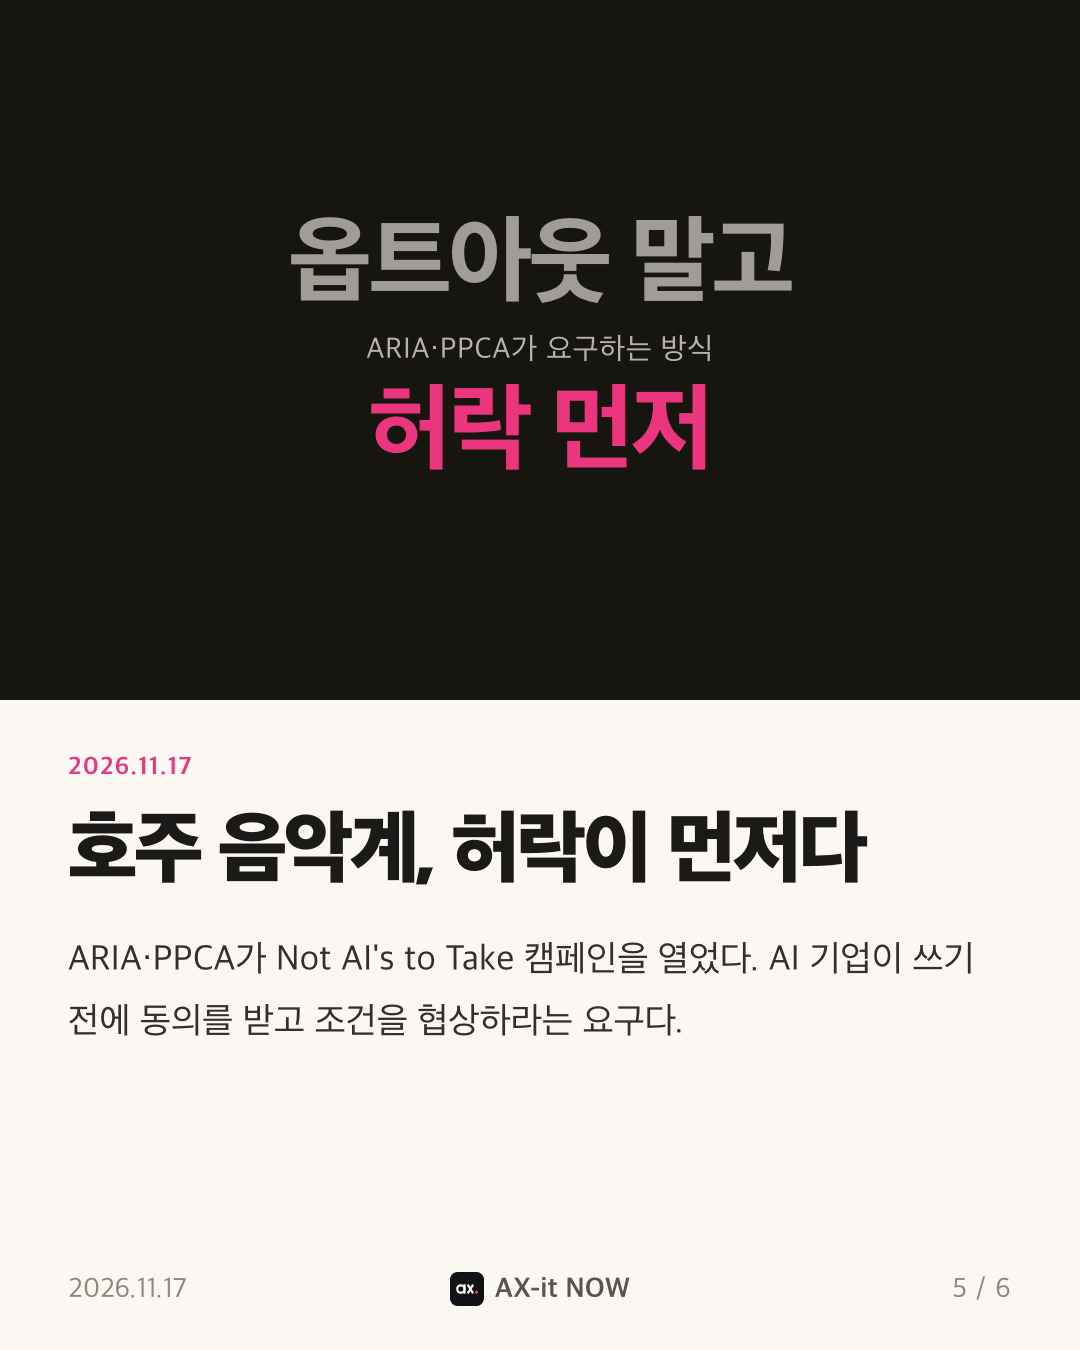 옵트아웃 말고
ARIA·PPCA가 요구하는 방식
허락 먼저
2026.11.17
호주 음악계, 허락이 먼저다
ARIA·PPCA가 Not AI's to Take 캠페인을 열었다. AI 기업이 쓰기
전에 동의를 받고 조건을 협상하라는 요구다.
2026.11.17
ax.
AX-it NOW
5 / 6